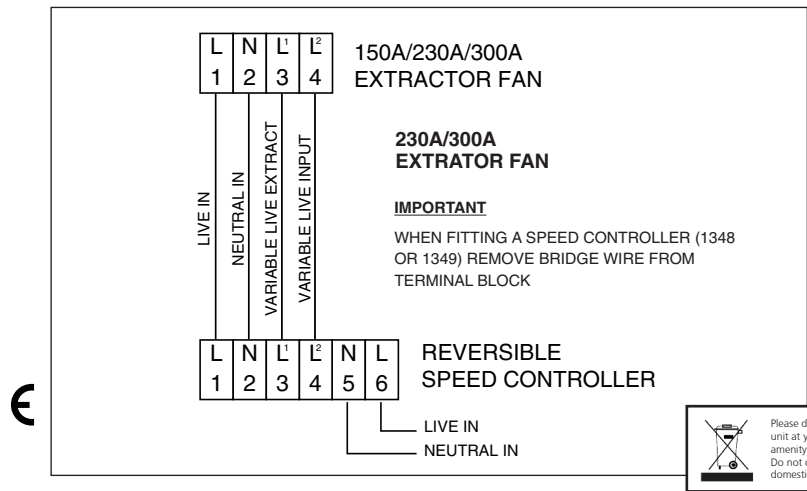 L N L¹ L²
1 2 3 4
150A/230A/300A
EXTRACTOR FAN
LIVE IN
NEUTRAL IN
VARIABLE LIVE EXTRACT
VARIABLE LIVE INPUT
230A/300A
EXTRATOR FAN
IMPORTANT
WHEN FITTING A SPEED CONTROLLER (1348
OR 1349) REMOVE BRIDGE WIRE FROM
TERMINAL BLOCK
L N L¹ L² N L
1 2 3 4 5 6
REVERSIBLE
SPEED CONTROLLER
LIVE IN
NEUTRAL IN
CE
Please
unit at
amenity
Do not